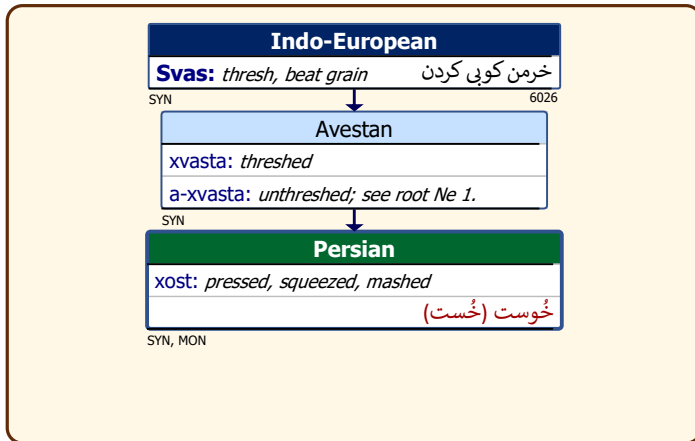 Indo-European
Svas: thresh, beat grain خرمن کوبی کردن
SYN 6026
Avestan
xvasta: threshed
a-xvasta: unthreshed; see root Ne 1.
SYN
Persian
xost: pressed, squeezed, mashed
خُوست (خُست)
SYN, MON